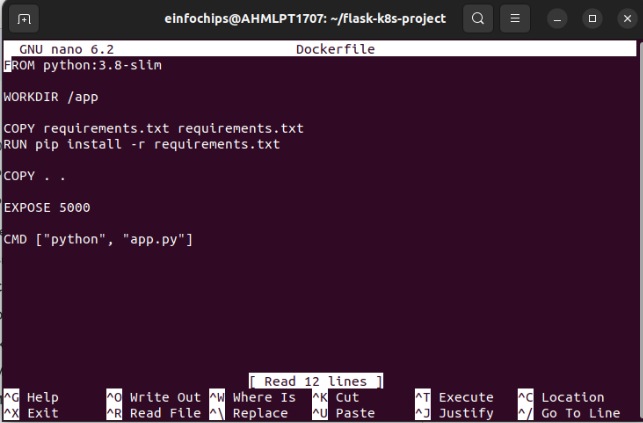 einfochips@AHMLPT1707: ~/flask-k8s-project
GNU nano 6.2 Dockerfile
FROM python:3.8-slim
WORKDIR /app
COPY requirements.txt requirements.txt
RUN pip install -r requirements.txt
COPY . .
EXPOSE 5000
CMD ["python", "app.py"]
[ Read 12 lines ]
^G Help ^O Write Out ^W Where Is ^K Cut ^T Execute ^C Location
^X Exit ^R Read File ^\ Replace ^U Paste ^J Justify ^/ Go To Line